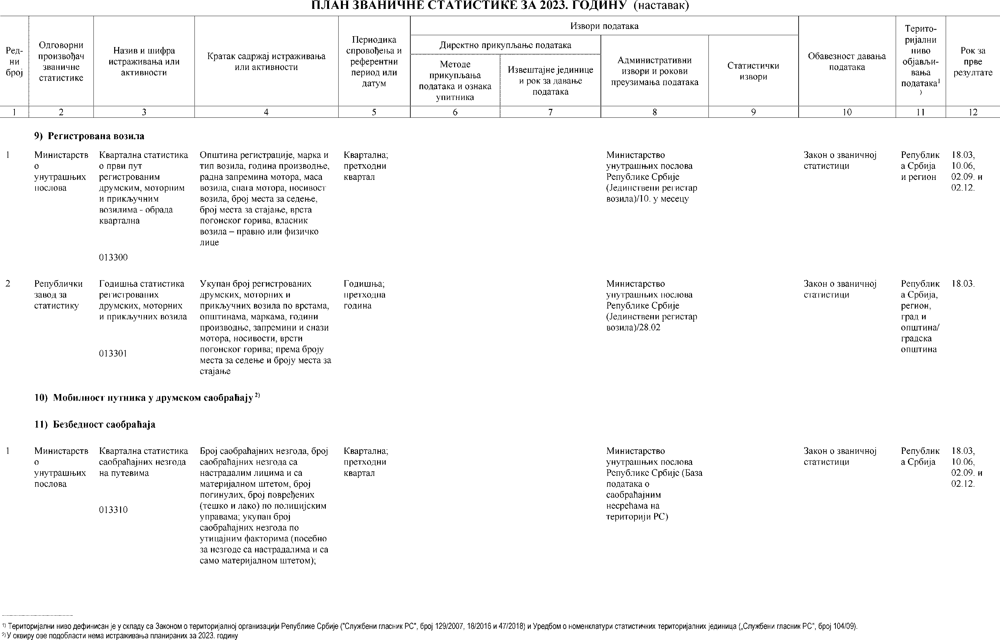 ПЛАН ЗВАНИЧНЕ СТАТИСТИКЕ ЗА 2023. ГОДИНУ (наставак)
Ред-
ни
број
Одговорни
произвођач
званичне
статистике
Назив и шифра
истраживања или
активности
Кратак садржај истраживања
или активности
Периодика
спровођења и
референтни
период или
датум
Извори података
Директно прикупљање података
Методе
прикупљања
података и ознака
упитника
Извештајне јединице
и рок за давање
података
Административни
извори и рокови
преузимања података
Статистички
извори
Обавезност давања
података
Терито-
ријални
ниво
објављи-
вања
података¹
)
Рок за
прве
резултате
1 2 3 4 5 6 7 8 9 10 11 12
9) Регистрована возила
1
Министарств
о
унутрашњих
послова
Квартална статистика
о први пут
регистрованим
друмским, моторним
и прикључним
возилима - обрада
квартална
013300
Општина регистрације, марка и
тип возила, година производње,
радна запремина мотора, маса
возила, снага мотора, носивост
возила, број места за седење,
број места за стајање, врста
погонског горива, власник
возила – правно или физичко
лице
Квартална;
претходни
квартал
Министарство
унутрашњих послова
Републике Србије
(Јединствени регистар
возила)/10. у месецу
Закон о званичној
статистици
Републик
а Србија
и регион
18.03,
10.06,
02.09. и
02.12.
2
Републички
завод за
статистику
Годишња статистика
регистрованих
друмских, моторних
и прикључних возила
013301
Укупан број регистрованих
друмских, моторних и
прикључних возила по врстама,
општинама, маркама, години
производње, запремини и снази
мотора, носивости, врсти
погонског горива; према броју
места за седење и броју места за
стајање
Годишња;
претходна
година
Министарство
унутрашњих послова
Републике Србије
(Јединствени регистар
возила)/28.02
Закон о званичној
статистици
Републик
а Србија,
регион,
град и
општина/
градска
општина
18.03.
10) Мобилност путника у друмском саобраћају ²⁾
11) Безбедност саобраћаја
1
Министарств
о
унутрашњих
послова
Квартална статистика
саобраћајних незгода
на путевима
013310
Број саобраћајних незгода, број
саобраћајних незгода са
настрадалим лицима и са
материјалном штетом, број
погинулих, број повређених
(тешко и лако) по полицијским
управама; укупан број
саобраћајних незгода по
утицајним факторима (посебно
за незгоде са настрадалима и са
само материјалном штетом);
Квартална;
претходни
квартал
Министарство
унутрашњих послова
Републике Србије (База
података о
саобраћајним
несрећама на
територији РС)
Закон о званичној
статистици
Републик
а Србија
18.03,
10.06,
02.09. и
02.12.
¹⁾ Територијални ниво дефинисан је у складу са Законом о територијалној организацији Републике Србије ("Службени гласник РС", број 129/2007, 18/2016 и 47/2018) и Уредбом о номенклатури статистичких територијалних јединица („Службени гласник РС", број 104/09).
²⁾ У оквиру ове подобласти нема истраживања планираних за 2023. годину